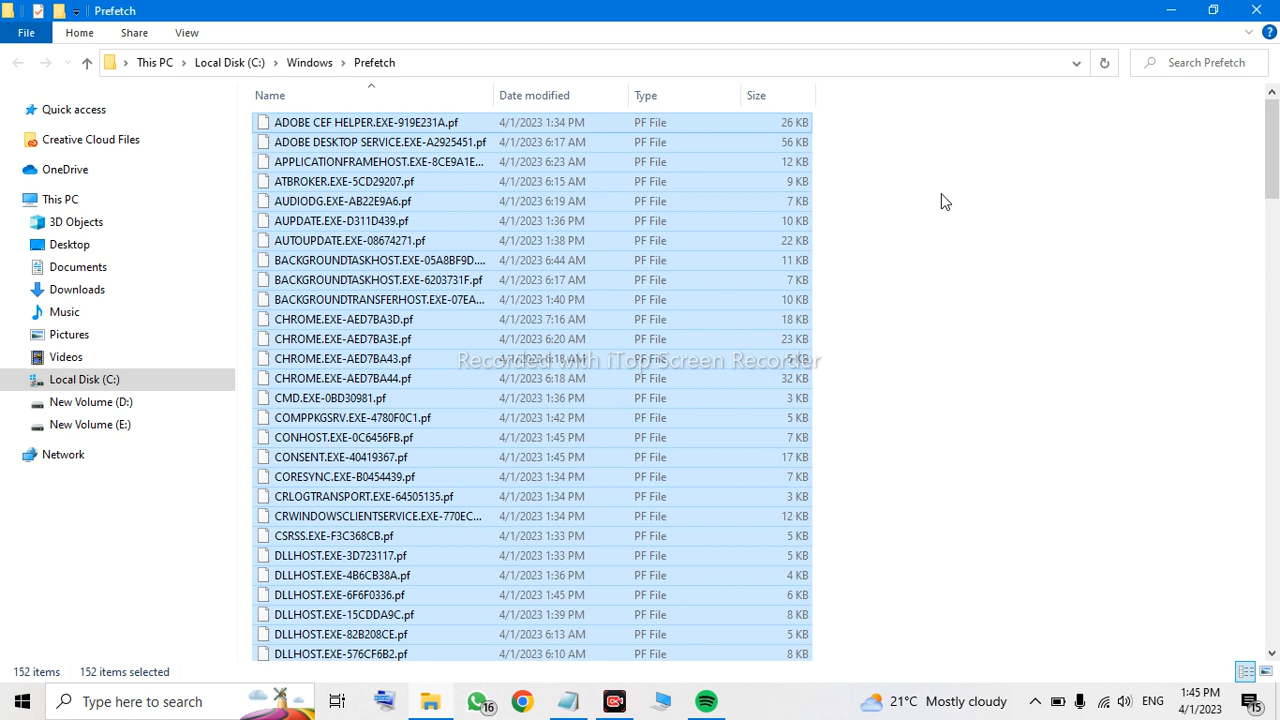 Prefetch
File Home Share View
This PC Local Disk (C:) Windows Prefetch Search Prefetch
Name Date modified Type Size
Quick access
Creative Cloud Files
OneDrive
This PC
3D Objects
Desktop
Documents
Downloads
Music
Pictures
Videos
Local Disk (C:)
New Volume (D:)
New Volume (E:)
Network
ADOBE CEF HELPER.EXE-919E231A.pf 4/1/2023 1:34 PM PF File 26 KB
ADOBE DESKTOP SERVICE.EXE-A2925451.pf 4/1/2023 6:17 AM PF File 56 KB
APPLICATIONFRAMEHOST.EXE-8CE9A1E... 4/1/2023 6:23 AM PF File 12 KB
ATBROKER.EXE-5CD29207.pf 4/1/2023 6:15 AM PF File 9 KB
AUDIODG.EXE-AB22E9A6.pf 4/1/2023 6:19 AM PF File 7 KB
AUPDATE.EXE-D311D439.pf 4/1/2023 1:36 PM PF File 10 KB
AUTOUPDATE.EXE-08674271.pf 4/1/2023 1:38 PM PF File 22 KB
BACKGROUNDTASKHOST.EXE-05A8BF9D.... 4/1/2023 6:44 AM PF File 11 KB
BACKGROUNDTASKHOST.EXE-6203731F.pf 4/1/2023 6:17 AM PF File 7 KB
BACKGROUNDTRANSFERHOST.EXE-07EA... 4/1/2023 1:40 PM PF File 10 KB
CHROME.EXE-AED7BA3D.pf 4/1/2023 7:16 AM PF File 18 KB
CHROME.EXE-AED7BA3E.pf 4/1/2023 6:20 AM PF File 23 KB
CHROME.EXE-AED7BA43.pf 4/1/2023 6:18 AM PF File 5 KB
Recorded with iTop Screen Recorder
CHROME.EXE-AED7BA44.pf 4/1/2023 6:18 AM PF File 32 KB
CMD.EXE-0BD30981.pf 4/1/2023 1:36 PM PF File 3 KB
COMPPKGSRV.EXE-4780F0C1.pf 4/1/2023 1:42 PM PF File 5 KB
CONHOST.EXE-0C6456FB.pf 4/1/2023 1:45 PM PF File 7 KB
CONSENT.EXE-40419367.pf 4/1/2023 1:45 PM PF File 17 KB
CORESYNC.EXE-B0454439.pf 4/1/2023 1:34 PM PF File 7 KB
CRLOGTRANSPORT.EXE-64505135.pf 4/1/2023 1:34 PM PF File 3 KB
CRWINDOWSCLIENTSERVICE.EXE-770EC... 4/1/2023 1:34 PM PF File 12 KB
CSRSS.EXE-F3C368CB.pf 4/1/2023 1:33 PM PF File 5 KB
DLLHOST.EXE-3D723117.pf 4/1/2023 1:33 PM PF File 5 KB
DLLHOST.EXE-4B6CB38A.pf 4/1/2023 1:36 PM PF File 4 KB
DLLHOST.EXE-6F6F0336.pf 4/1/2023 1:45 PM PF File 6 KB
DLLHOST.EXE-15CDDA9C.pf 4/1/2023 1:39 PM PF File 8 KB
DLLHOST.EXE-82B208CE.pf 4/1/2023 6:13 AM PF File 5 KB
DLLHOST.EXE-576CF6B2.pf 4/1/2023 6:10 AM PF File 8 KB
152 items 152 items selected
Type here to search 16 21°C Mostly cloudy 1:45 PM
4/1/2023 15